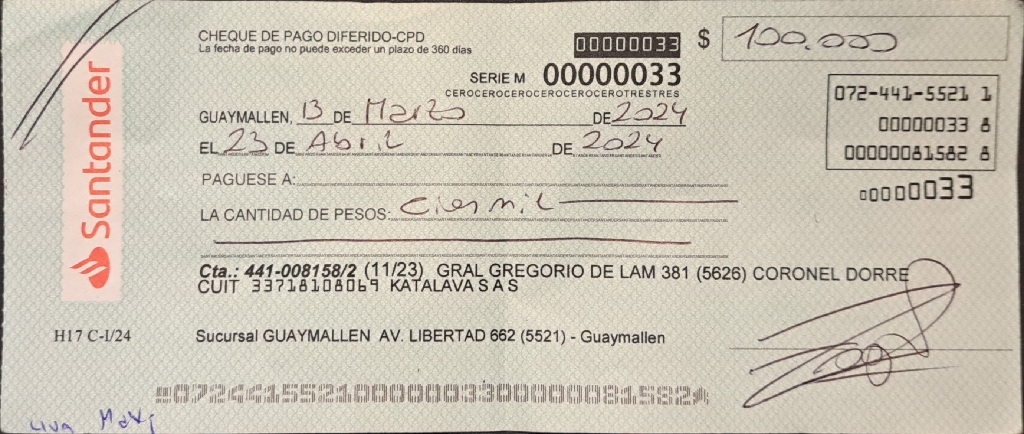 Santander
CHEQUE DE PAGO DIFERIDO-CPD
La fecha de pago no puede exceder un plazo de 360 días
00000033 $ 100.000
SERIE M 00000033
CEROCEROCEROCEROCEROCEROTRESTRES
072-441-5521 1
00000033 8
00000081582 8
00000033
GUAYMALLEN, 13 DE Marzo DE 2024
EL 23 DE Abril DE 2024
PAGUESE A:
LA CANTIDAD DE PESOS: Cien mil
Cta.: 441-008158/2 (11/23) GRAL GREGORIO DE LAM 381 (5626) CORONEL DORRE
CUIT 33718108069 KATALAVA S A S
H17 C-I/24
Sucursal GUAYMALLEN AV. LIBERTAD 662 (5521) - Guaymallen
07244155210000003300000081582